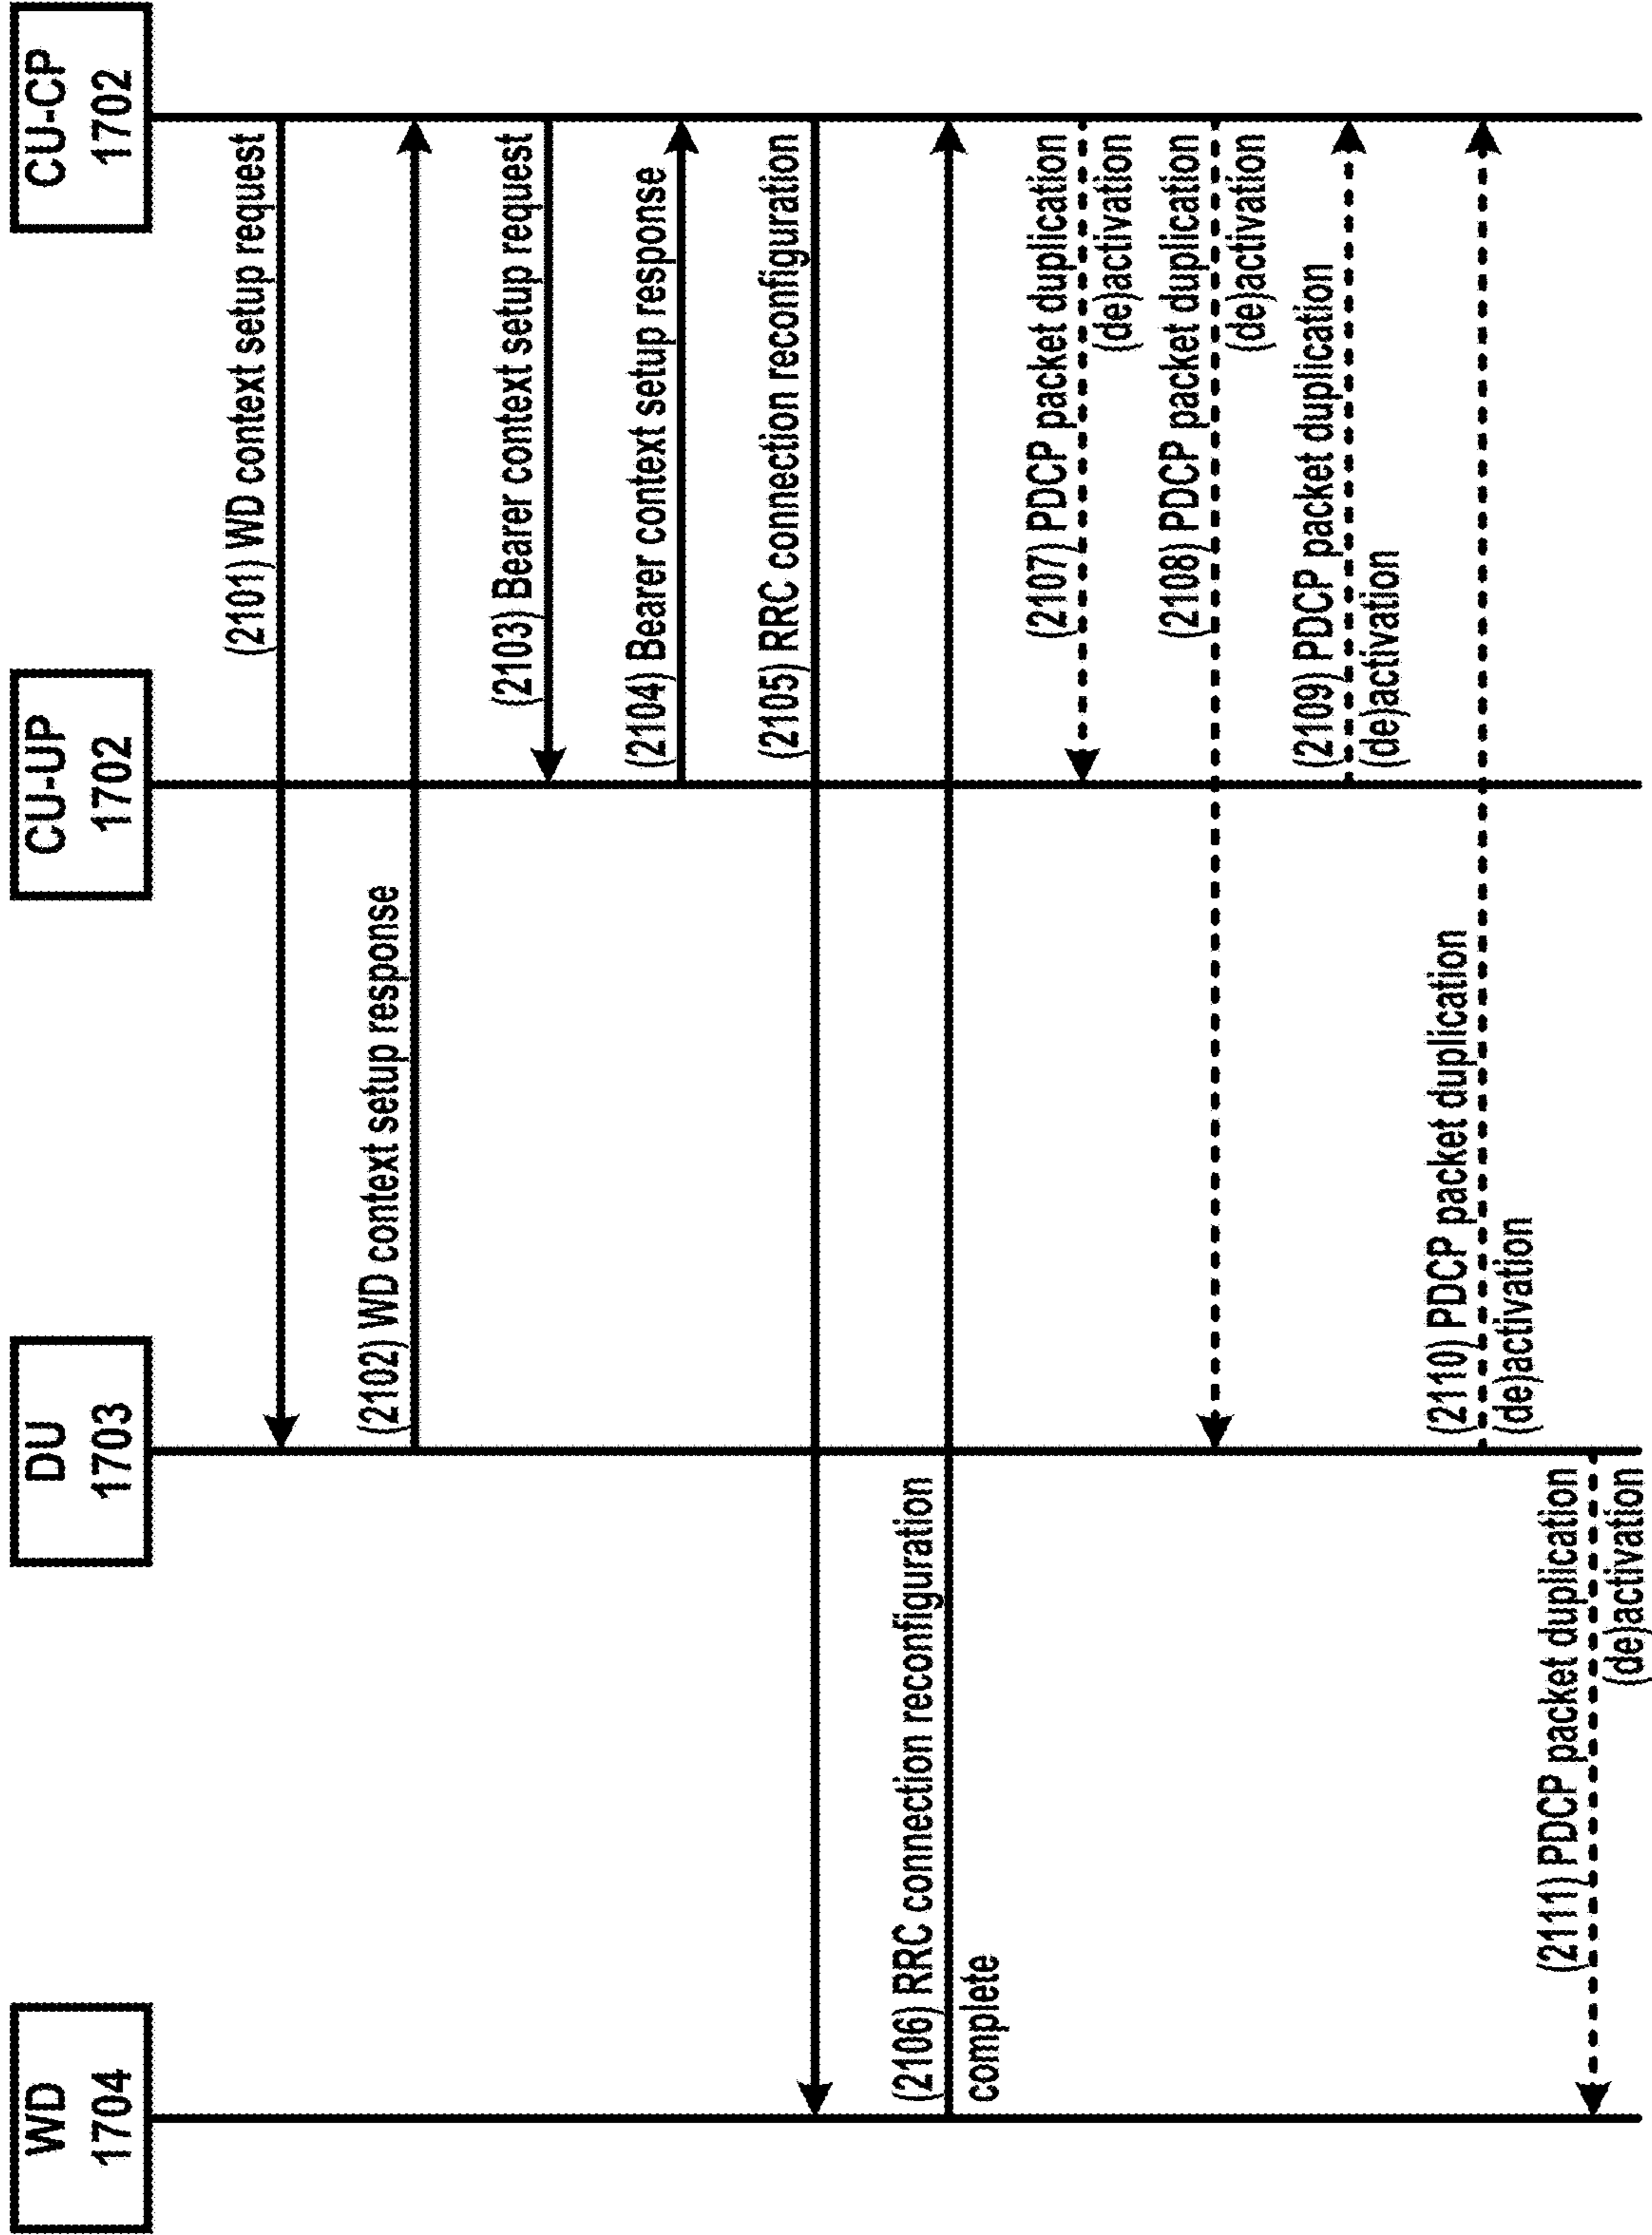 WD
1704
DU
1703
CU-UP
1702
CU-CP
1702
(2101) WD context setup request
(2102) WD context setup response
(2103) Bearer context setup request
(2104) Bearer context setup response
(2105) RRC connection reconfiguration
(2106) RRC connection reconfiguration
complete
(2107) PDCP packet duplication
(de)activation
(2108) PDCP packet duplication
(de)activation
(2109) PDCP packet duplication
(de)activation
(2110) PDCP packet duplication
(de)activation
(2111) PDCP packet duplication
(de)activation